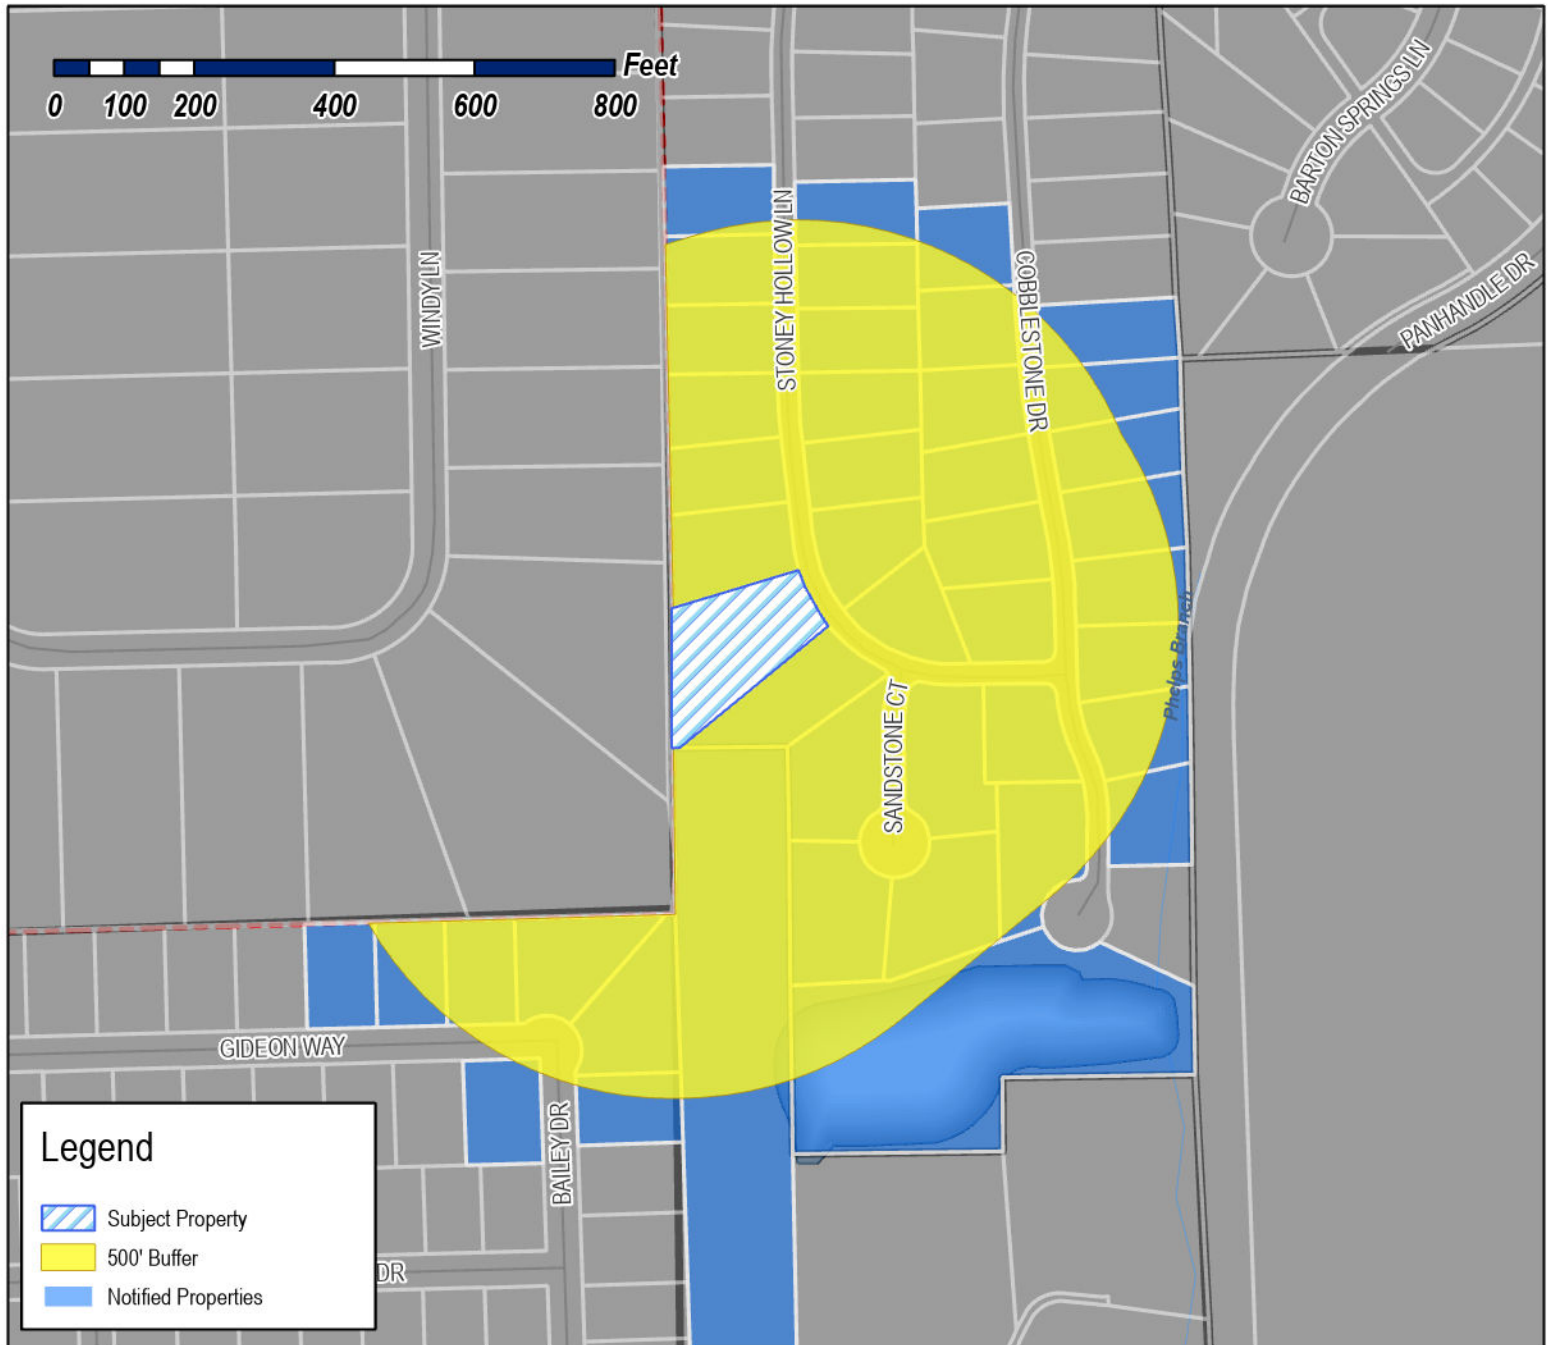 Feet
0 100 200 400 600 800
BARTON SPRINGS LN
STONEY HOLLOW LN
WINDY LN
COBBLESTONE DR
PANHANDLE DR
Phelps Branch
SANDSTONE CT
GIDEON WAY
BAILEY DR
DR
Legend
Subject Property
500' Buffer
Notified Properties